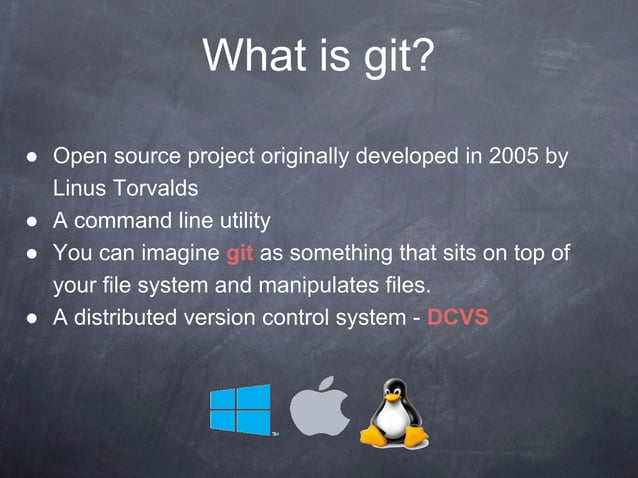 What is git?
● Open source project originally developed in 2005 by
Linus Torvalds
● A command line utility
● You can imagine git as something that sits on top of
your file system and manipulates files.
● A distributed version control system - DCVS
™